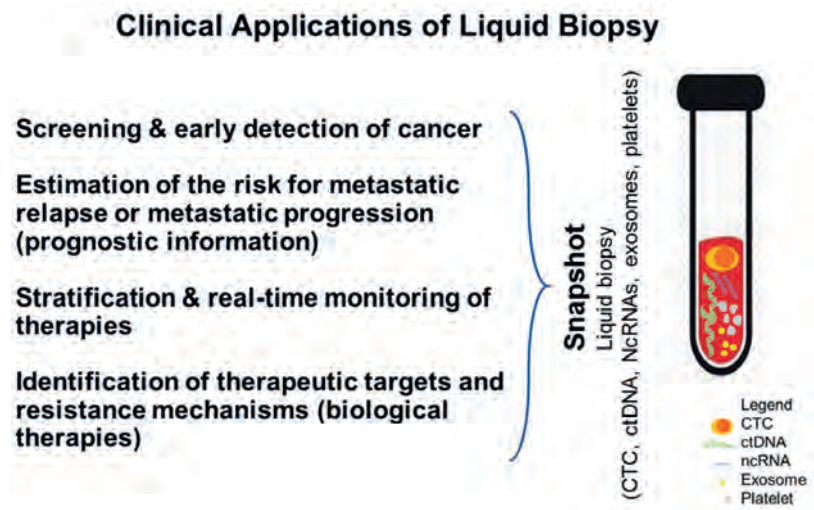 Clinical Applications of Liquid Biopsy
Screening & early detection of cancer
Estimation of the risk for metastatic
relapse or metastatic progression
(prognostic information)
Stratification & real-time monitoring of
therapies
Identification of therapeutic targets and
resistance mechanisms (biological
therapies)
Snapshot
Liquid biopsy
(CTC, ctDNA, NcRNAs, exosomes, platelets)
Legend
CTC
ctDNA
ncRNA
Exosome
Platelet